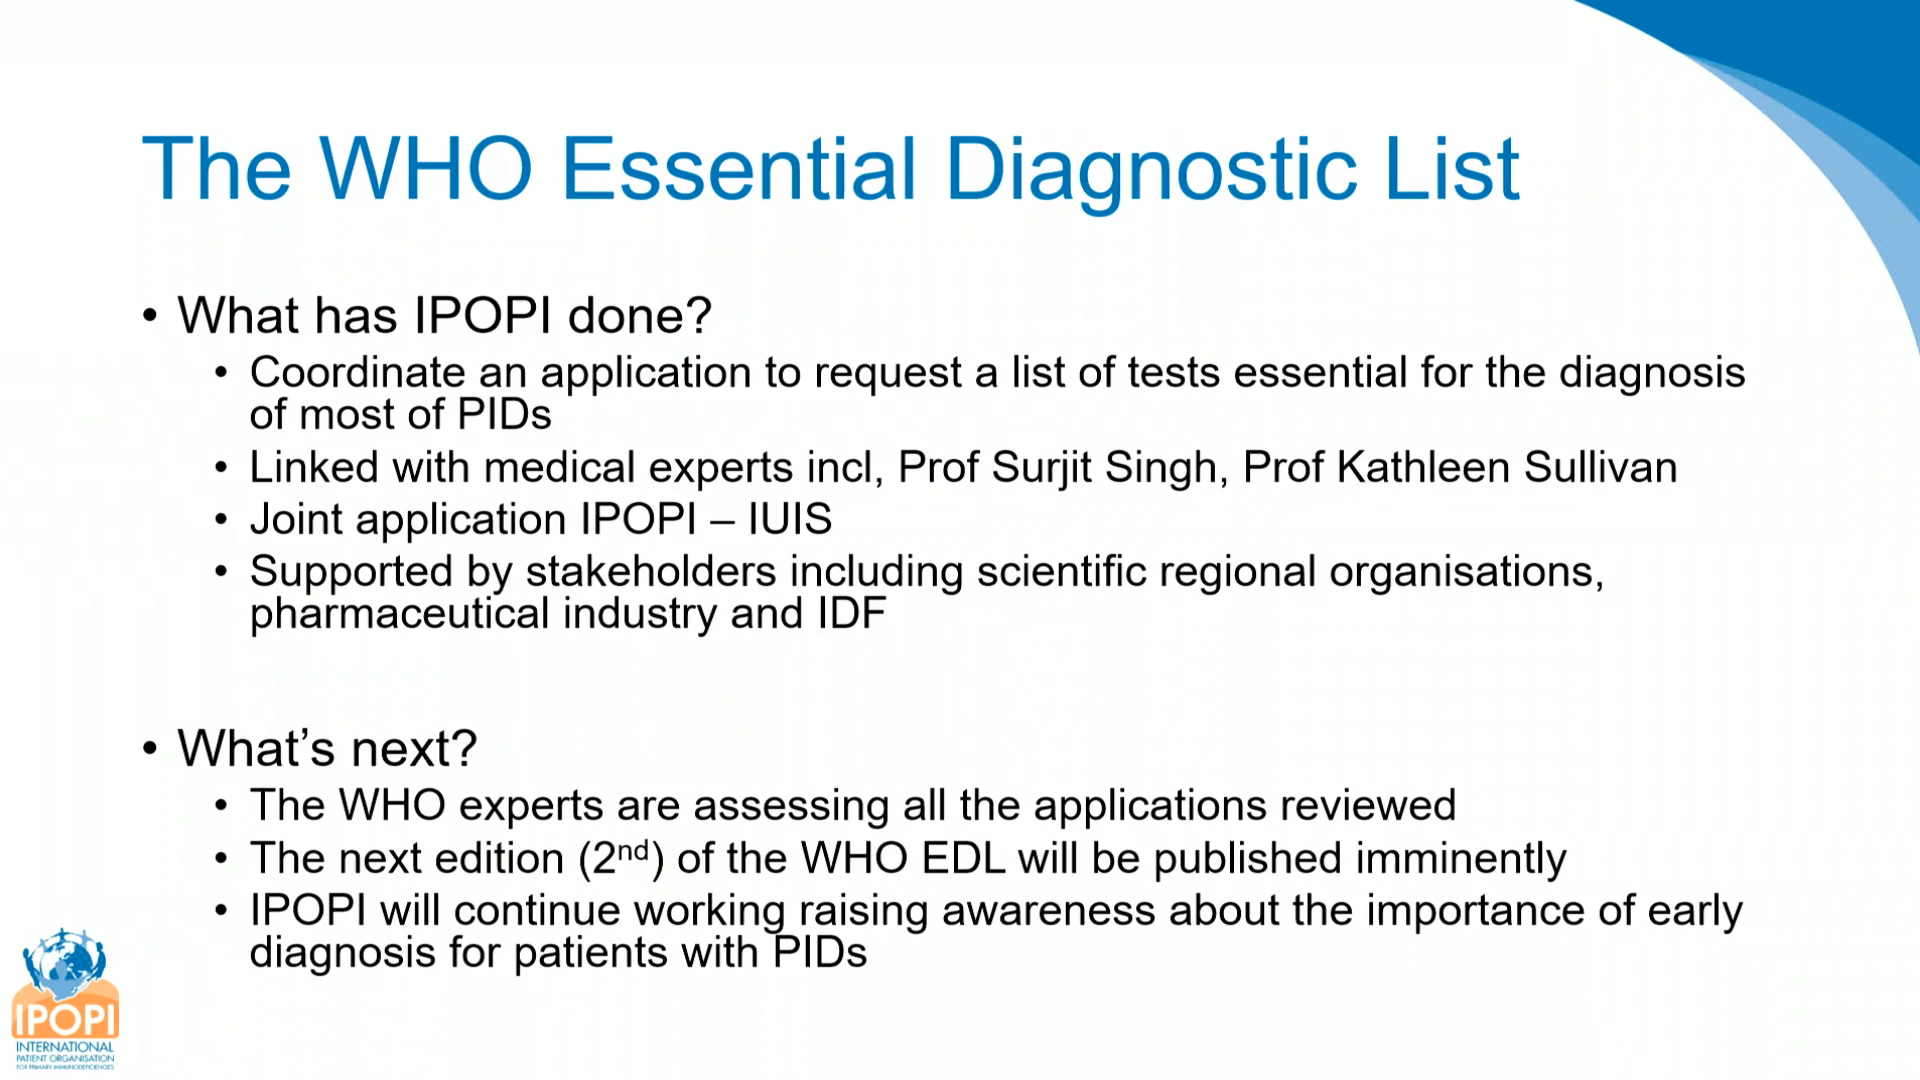 The WHO Essential Diagnostic List
• What has IPOPI done?
• Coordinate an application to request a list of tests essential for the diagnosis
of most of PIDs
• Linked with medical experts incl, Prof Surjit Singh, Prof Kathleen Sullivan
• Joint application IPOPI – IUIS
• Supported by stakeholders including scientific regional organisations,
pharmaceutical industry and IDF
• What’s next?
• The WHO experts are assessing all the applications reviewed
• The next edition (2nd) of the WHO EDL will be published imminently
• IPOPI will continue working raising awareness about the importance of early
diagnosis for patients with PIDs
IPOPI
INTERNATIONAL
PATIENT ORGANISATION
FOR PRIMARY IMMUNODEFICIENCIES